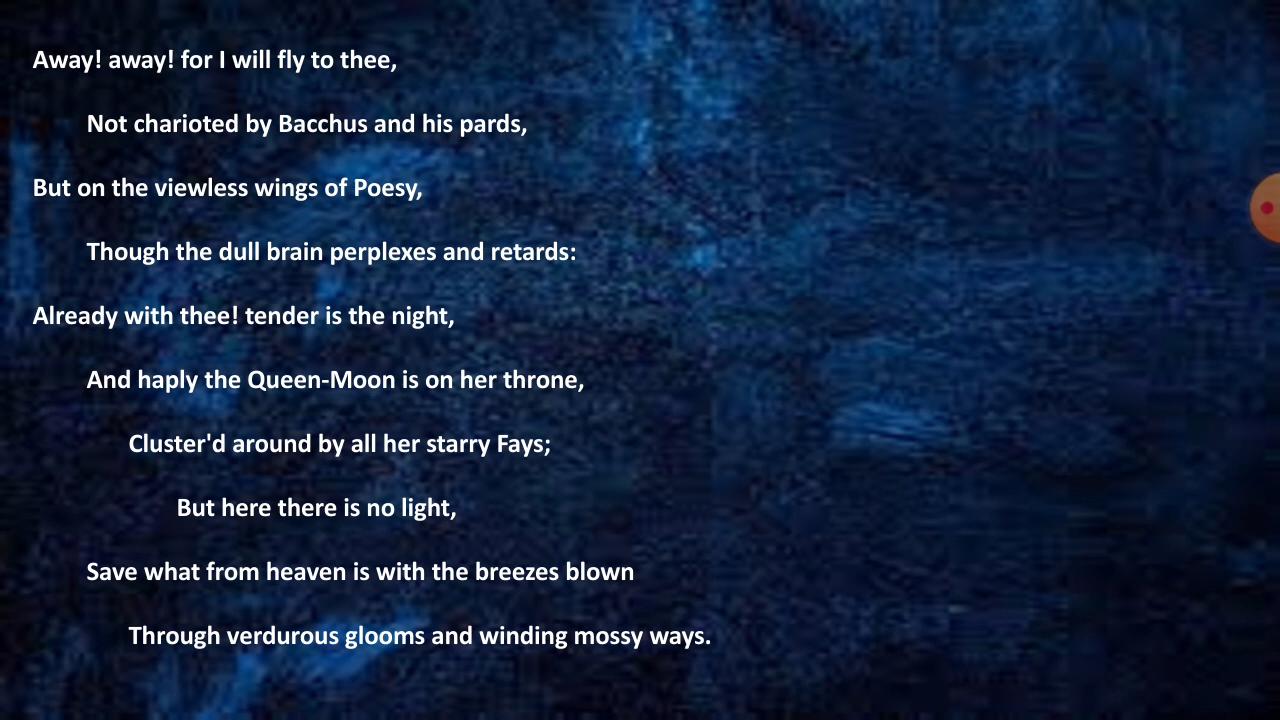 Away! away! for I will fly to thee,
Not charioted by Bacchus and his pards,
But on the viewless wings of Poesy,
Though the dull brain perplexes and retards:
Already with thee! tender is the night,
And haply the Queen-Moon is on her throne,
Cluster'd around by all her starry Fays;
But here there is no light,
Save what from heaven is with the breezes blown
Through verdurous glooms and winding mossy ways.